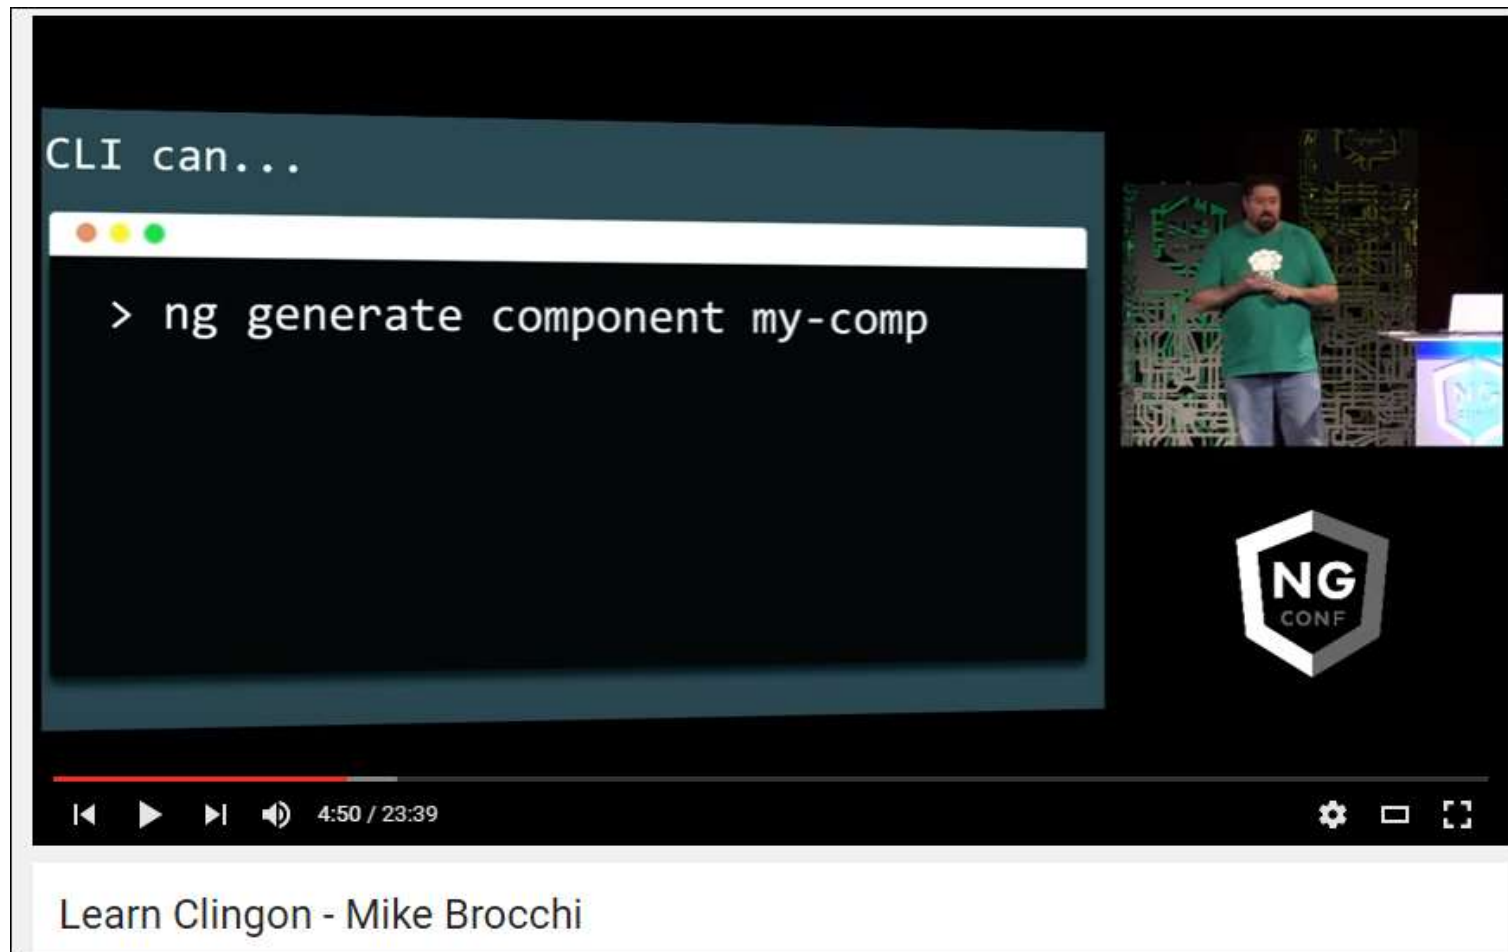 CLI can...
> ng generate component my-comp
NG
CONF
4:50 / 23:39
Learn Clingon - Mike Brocchi